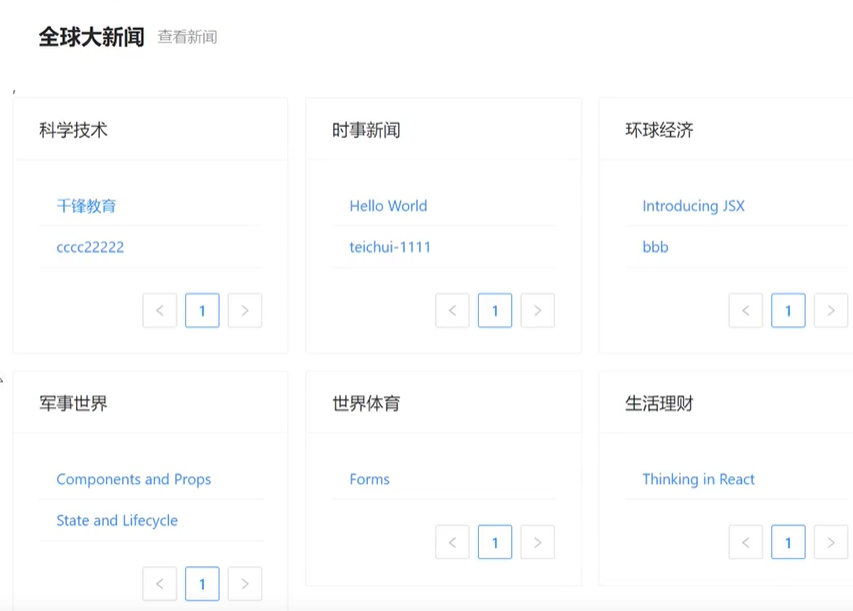 全球大新闻 查看新闻
科学技术
千锋教育
cccc22222
< 1 >
时事新闻
Hello World
teichui-1111
< 1 >
环球经济
Introducing JSX
bbb
< 1 >
军事世界
Components and Props
State and Lifecycle
< 1 >
世界体育
Forms
< 1 >
生活理财
Thinking in React
< 1 >